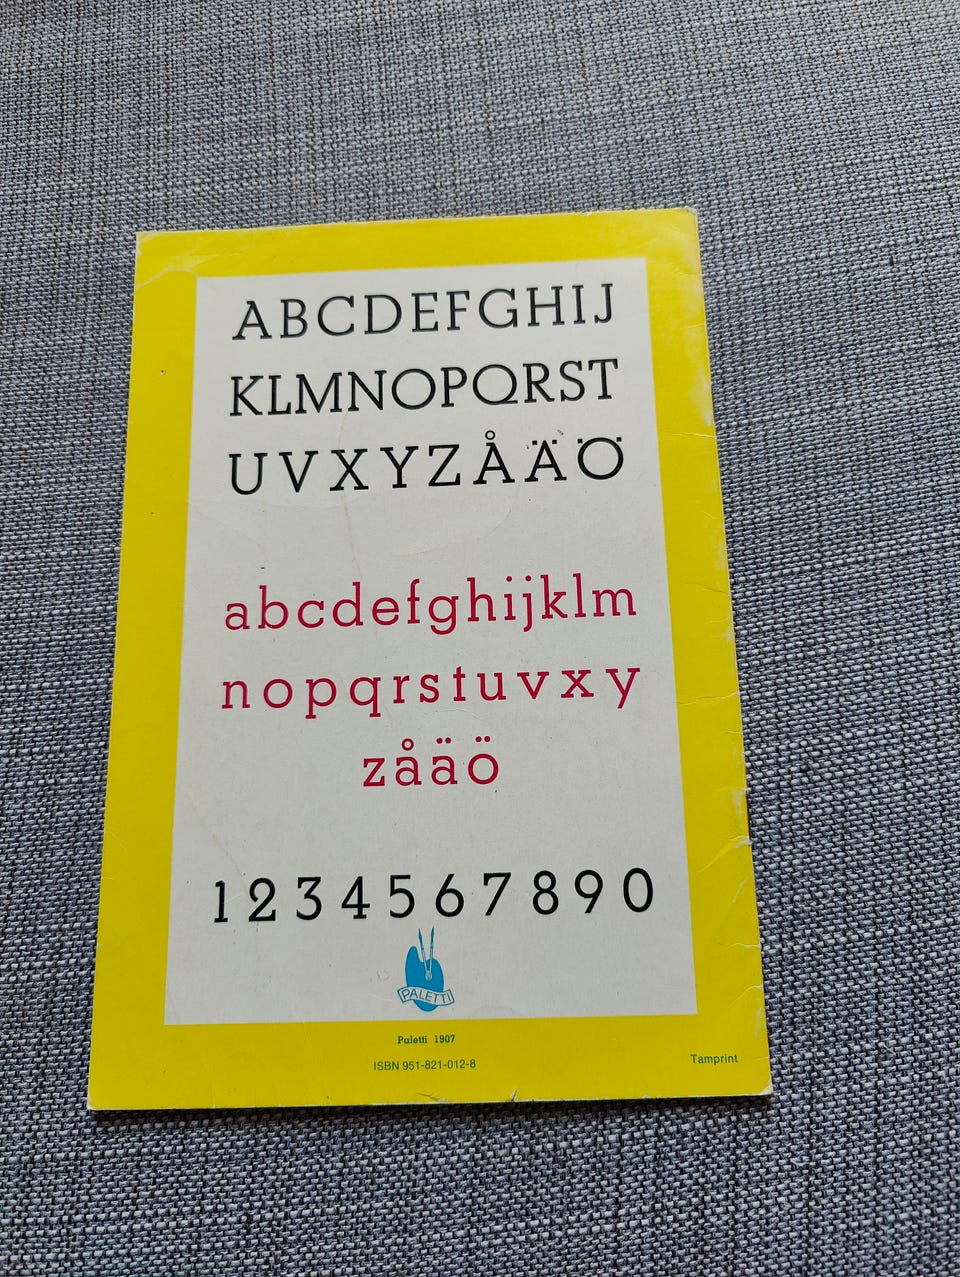 ABCDEFGHIJ
KLMNOPQRST
UVXYZÅÄÖ
abcdefghijklm
nopqrstuvxy
zåäö
1234567890
PALETTI
Paletti 1907
ISBN 951-821-012-8
Tamprint